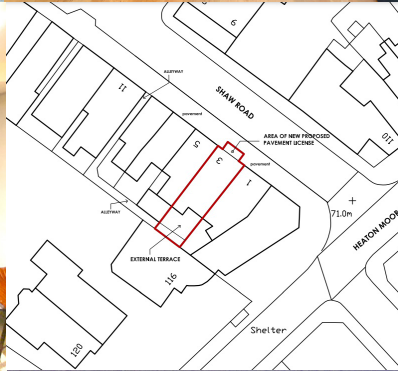 6
ALLEYWAY
SHAW ROAD
11
pavement
AREA OF NEW PROPOSED
PAVEMENT LICENSE
110
5
3
pavement
1
71.0m
HEATON MOOR
ALLEYWAY
EXTERNAL TERRACE
116
Shelter
120